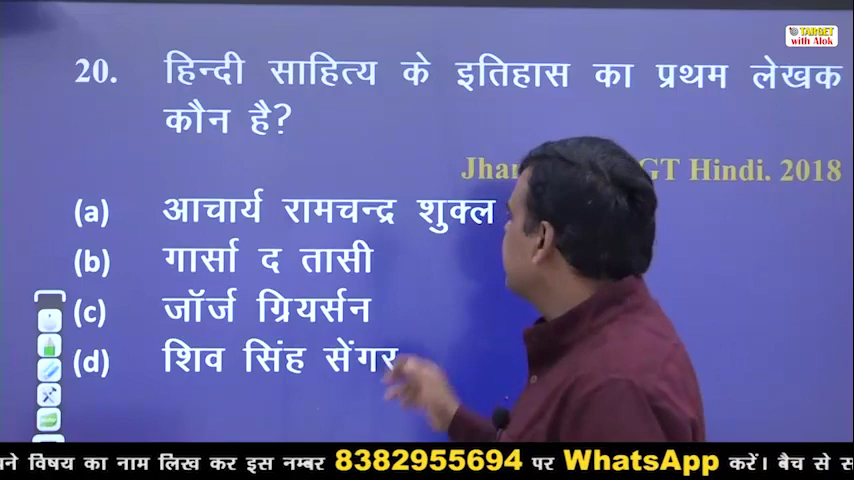 TARGET
with Alok
20. हिन्दी साहित्य के इतिहास का प्रथम लेखक
कौन है?
GT Hindi. 2018
(a) आचार्य रामचन्द्र शुक्ल
(b) गार्सा द तासी
(c) जॉर्ज ग्रियर्सन
(d) शिव सिंह सेंगर
विषय का नाम लिख कर इस नम्बर 8382955694 पर WhatsApp करें। बैच से